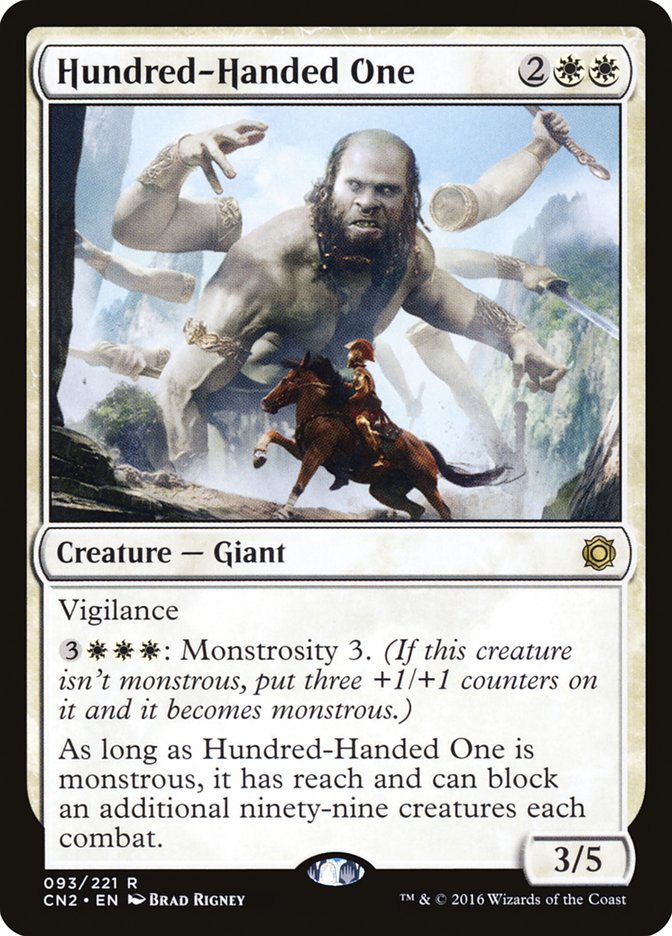 Hundred-Handed One 2
Creature — Giant
Vigilance
3: Monstrosity 3. (If this creature
isn't monstrous, put three +1/+1 counters on
it and it becomes monstrous.)
As long as Hundred-Handed One is
monstrous, it has reach and can block
an additional ninety-nine creatures each
combat.
3/5
093/221 R
CN2 • EN Brad Rigney
™ & © 2016 Wizards of the Coast